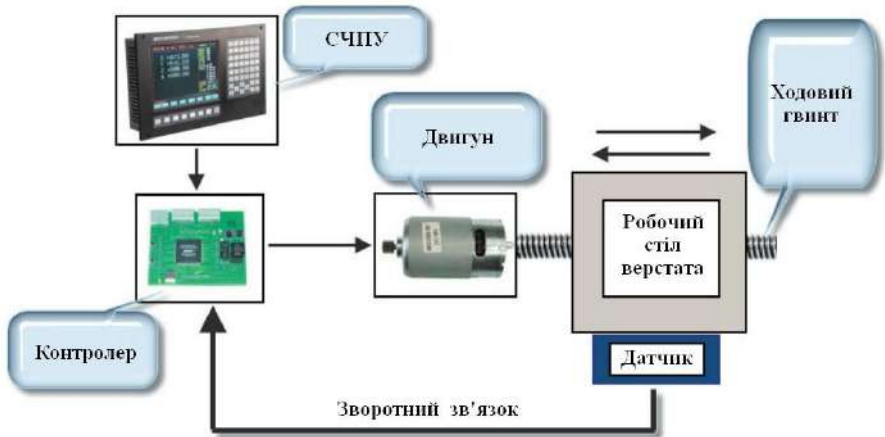 СЧПУ
Ходовий
гвинт
Двигун
Робочий
стіл
верстата
Контролер
Датчик
Зворотний зв'язок